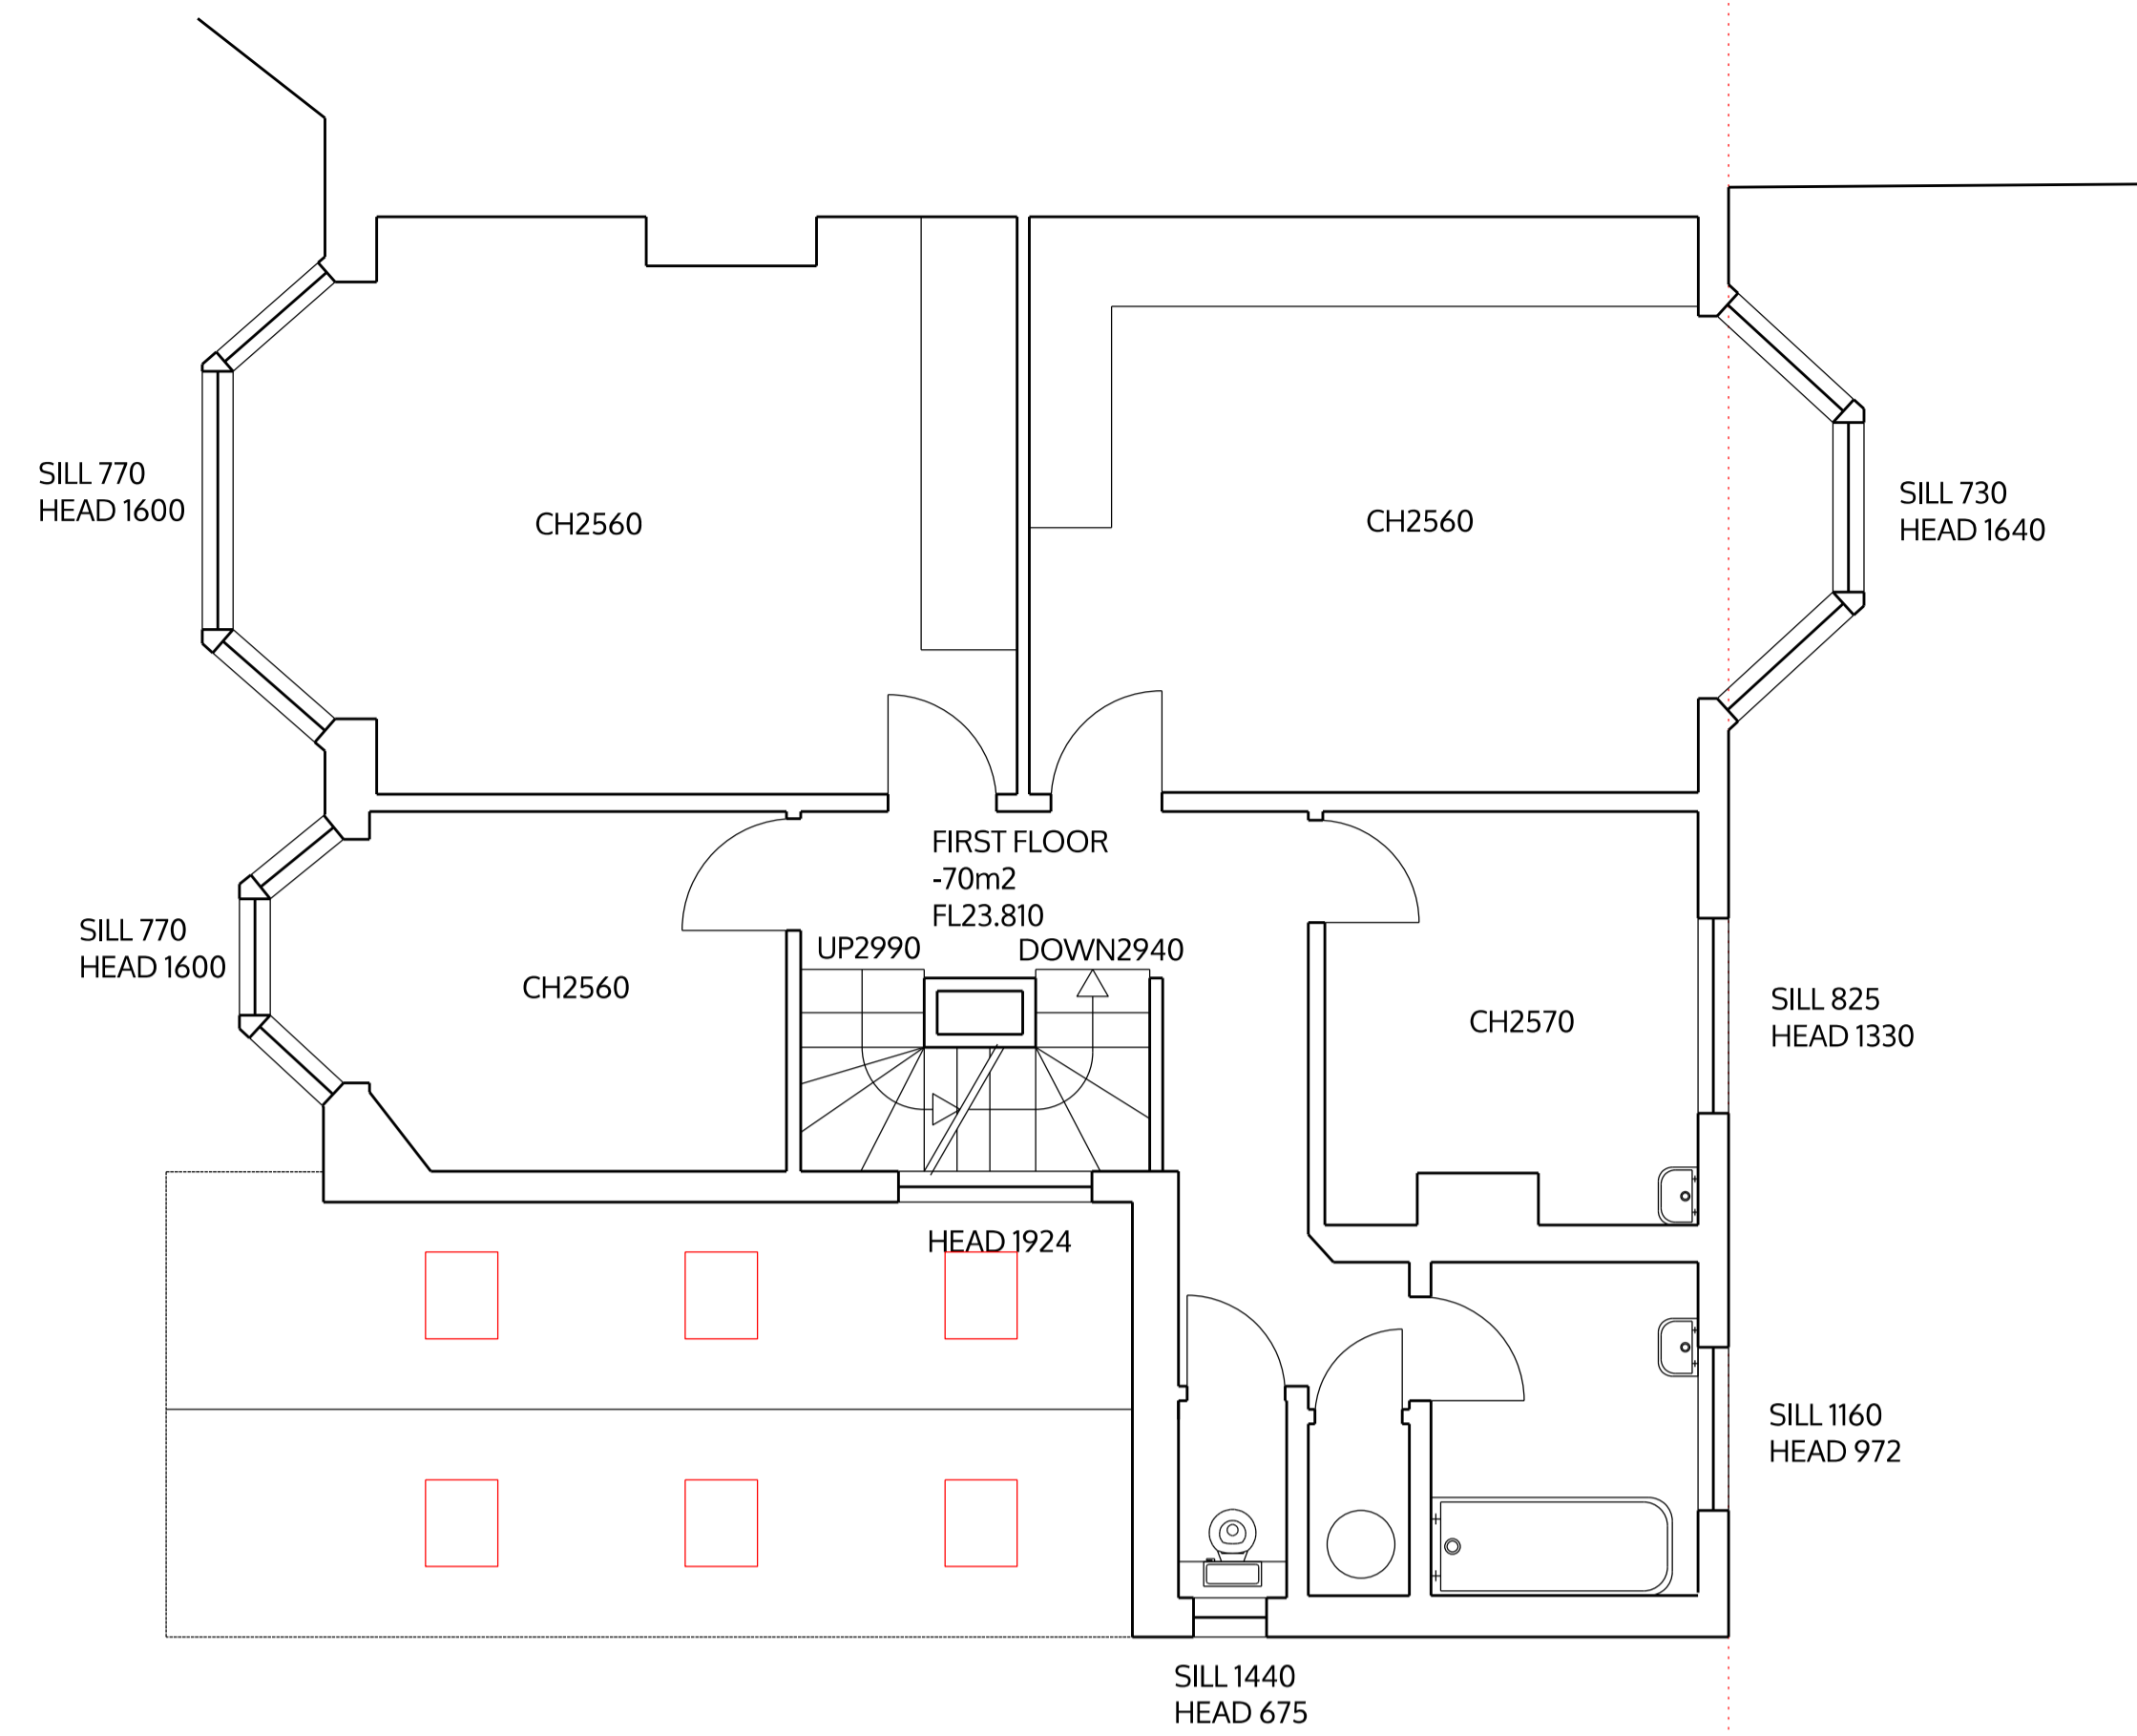 SILL 770
HEAD 1600
CH2560
CH2560
SILL 730
HEAD 1640
FIRST FLOOR
-70m2
FL23.810
UP2990
DOWN2940
SILL 770
HEAD 1600
CH2560
CH2570
SILL 825
HEAD 1330
HEAD 1924
SILL 1160
HEAD 972
SILL 1440
HEAD 675